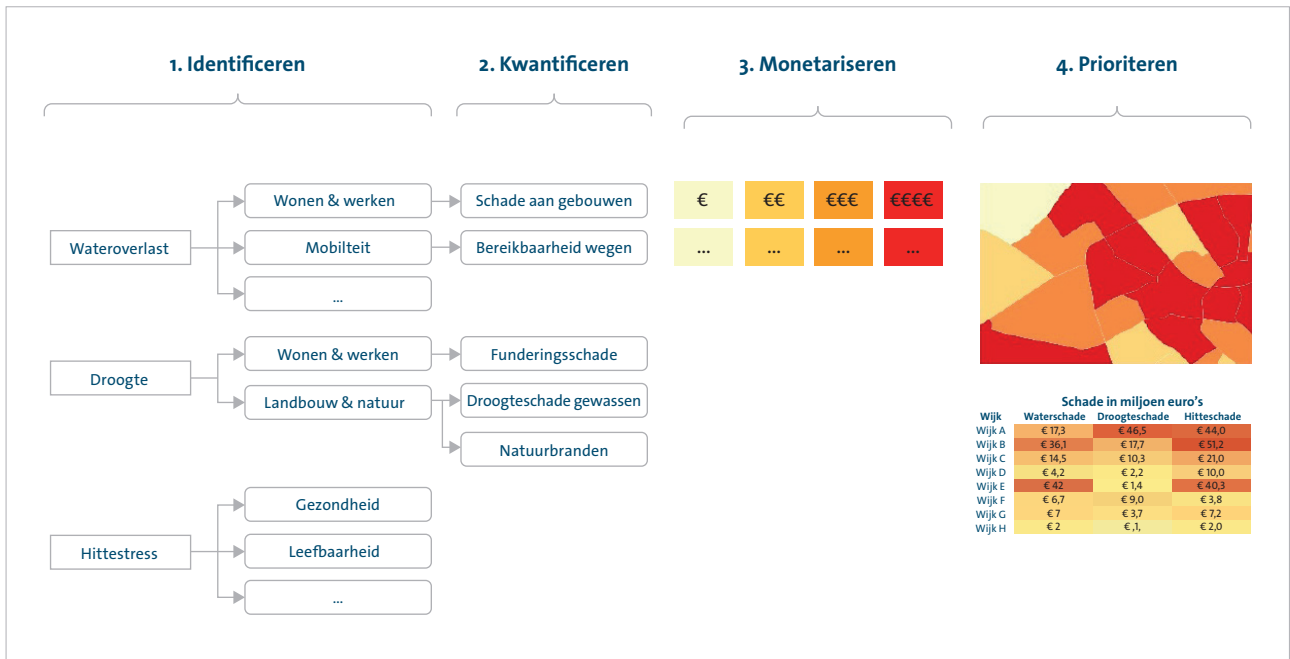 1. Identificeren
2. Kwantificeren
3. Monetariseren
4. Prioriteren
Wateroverlast
Wonen & werken
Schade aan gebouwen
Mobilteit
Bereikbaarheid wegen
...
€ €€ €€€ €€€€
... ... ... ...
Droogte
Wonen & werken
Funderingsschade
Landbouw & natuur
Droogteschade gewassen
Natuurbranden
Hittestress
Gezondheid
Leefbaarheid
...
Schade in miljoen euro's
Wijk Waterschade Droogteschade Hitteschade
Wijk A € 17,3 € 46,5 € 44,0
Wijk B € 36,1 € 17,7 € 51,2
Wijk C € 14,5 € 10,3 € 21,0
Wijk D € 4,2 € 2,2 € 10,0
Wijk E € 42 € 1,4 € 40,3
Wijk F € 6,7 € 9,0 € 3,8
Wijk G € 7 € 3,7 € 7,2
Wijk H € 2 € ,1, € 2,0